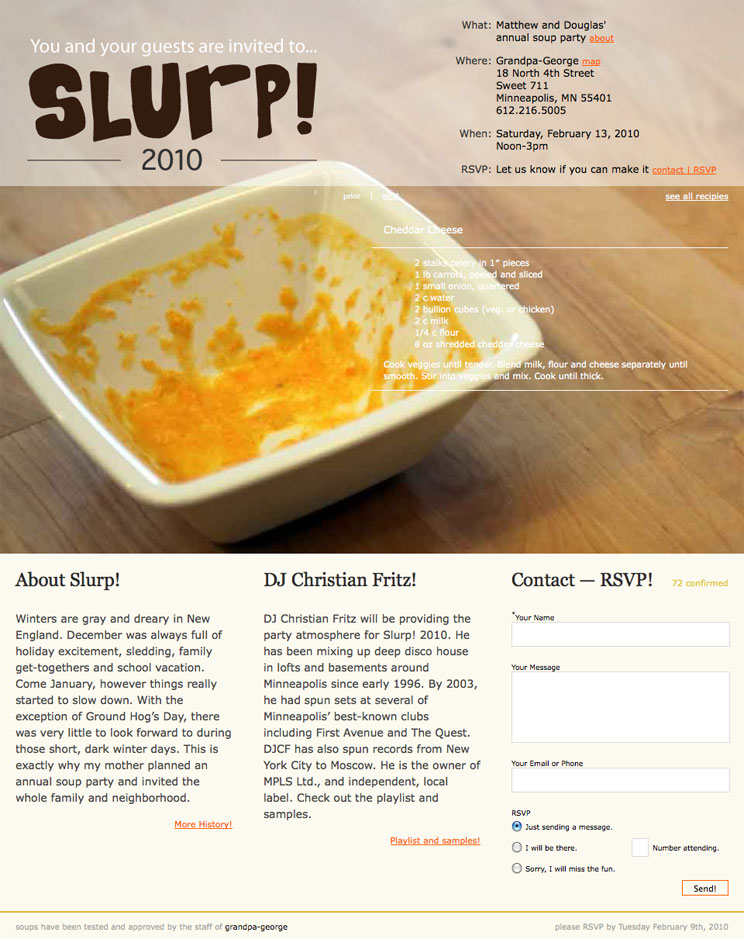 You and your guests are invited to...
SLURP!
2010
What: Matthew and Douglas'
annual soup party about
Where: Grandpa-George map
18 North 4th Street
Sweet 711
Minneapolis, MN 55401
612.216.5005
When: Saturday, February 13, 2010
Noon-3pm
RSVP: Let us know if you can make it contact | RSVP
prior | next
see all recipies
Cheddar Cheese
2 stalks celery in 1" pieces
1 lb carrots, peeled and sliced
1 small onion, quartered
2 c water
2 bullion cubes (veg. or chicken)
2 c milk
1/4 c flour
8 oz shredded cheddar cheese
Cook veggies until tender. Blend milk, flour and cheese separately until
smooth. Stir into veggies and mix. Cook until thick.
About Slurp!
Winters are gray and dreary in New
England. December was always full of
holiday excitement, sledding, family
get-togethers and school vacation.
Come January, however things really
started to slow down. With the
exception of Ground Hog's Day, there
was very little to look forward to during
those short, dark winter days. This is
exactly why my mother planned an
annual soup party and invited the
whole family and neighborhood.
More History!
DJ Christian Fritz!
DJ Christian Fritz will be providing the
party atmosphere for Slurp! 2010. He
has been mixing up deep disco house
in lofts and basements around
Minneapolis since early 1996. By 2003,
he had spun sets at several of
Minneapolis' best-known clubs
including First Avenue and The Quest.
DJCF has also spun records from New
York City to Moscow. He is the owner of
MPLS Ltd., and independent, local
label. Check out the playlist and
samples.
Playlist and samples!
Contact — RSVP! 72 confirmed
*Your Name
Your Message
Your Email or Phone
RSVP
Just sending a message.
I will be there. Number attending.
Sorry, I will miss the fun.
Send!
soups have been tested and approved by the staff of grandpa-george
please RSVP by Tuesday February 9th, 2010